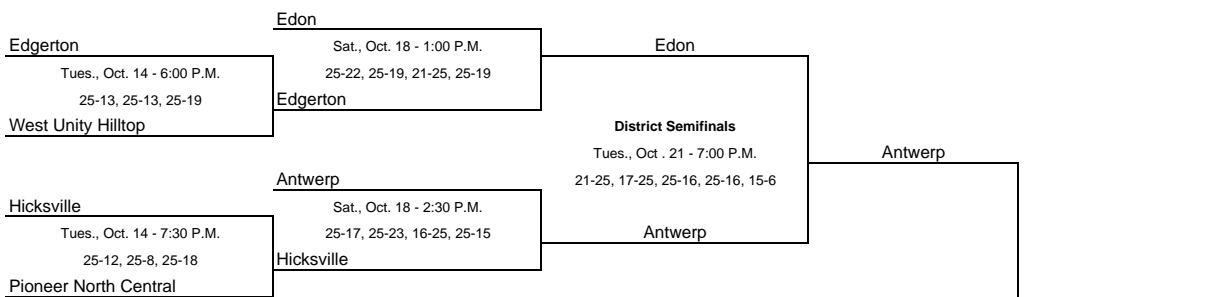 Edon
Edgerton
Sat., Oct. 18 - 1:00 P.M.
Edon
Tues., Oct. 14 - 6:00 P.M.
25-22, 25-19, 21-25, 25-19
25-13, 25-13, 25-19
Edgerton
West Unity Hilltop
District Semifinals
Tues., Oct . 21 - 7:00 P.M.
Antwerp
Antwerp
21-25, 17-25, 25-16, 25-16, 15-6
Hicksville
Sat., Oct. 18 - 2:30 P.M.
Tues., Oct. 14 - 7:30 P.M.
25-17, 25-23, 16-25, 25-15
Antwerp
25-12, 25-8, 25-18
Hicksville
Pioneer North Central